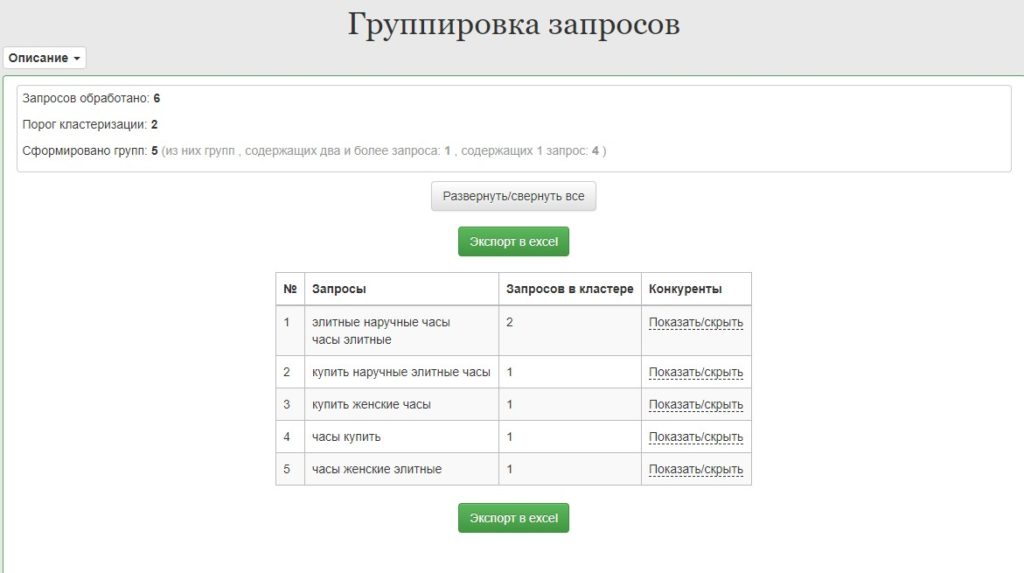 Группировка запросов
Описание
Запросов обработано: 6
Порог кластеризации: 2
Сформировано групп: 5 (из них групп , содержащих два и более запроса: 1 , содержащих 1 запрос: 4 )
Развернуть/свернуть все
Экспорт в excel
№ Запросы Запросов в кластере Конкуренты
1 элитные наручные часы 2 Показать/скрыть
часы элитные
2 купить наручные элитные часы 1 Показать/скрыть
3 купить женские часы 1 Показать/скрыть
4 часы купить 1 Показать/скрыть
5 часы женские элитные 1 Показать/скрыть
Экспорт в excel